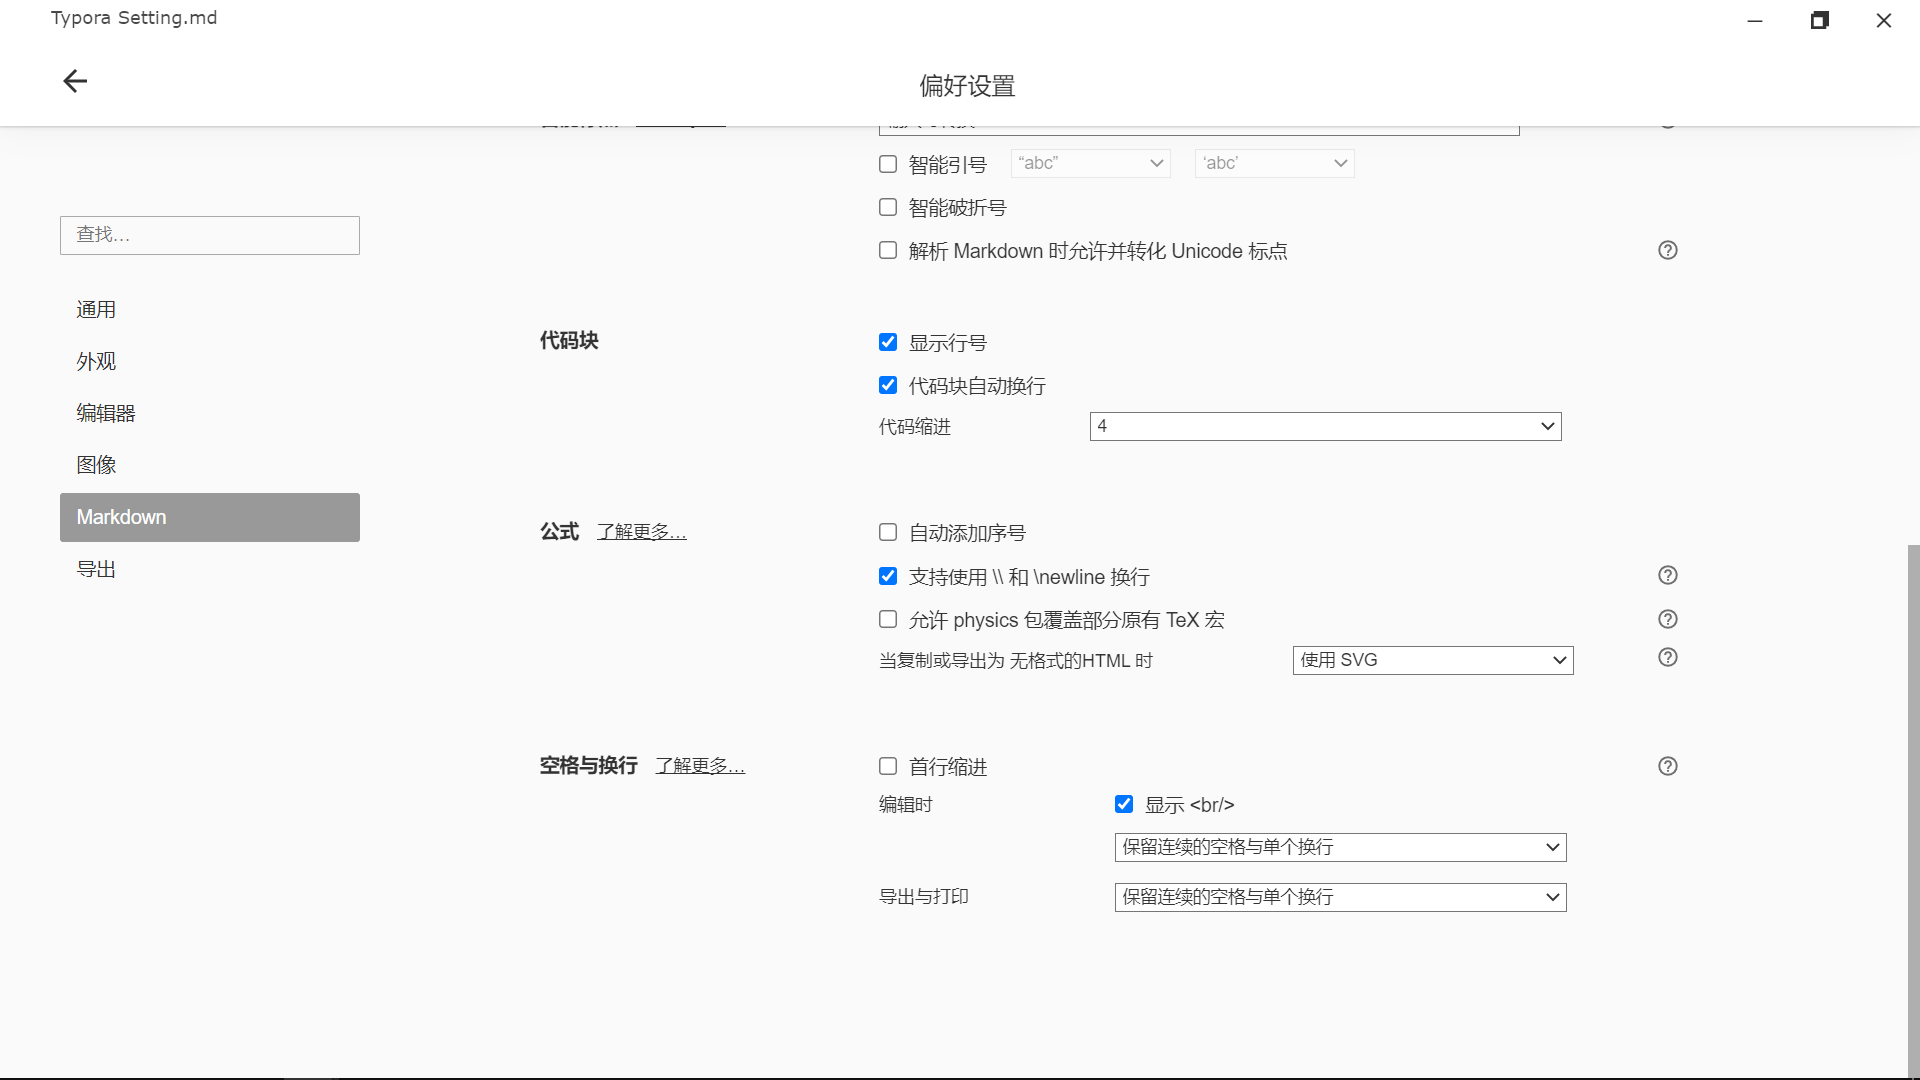 Typora Setting.md
偏好设置
智能引号 “abc” ‘abc’
智能破折号
查找…
解析 Markdown 时允许并转化 Unicode 标点
通用
代码块 显示行号
外观
代码块自动换行
编辑器
代码缩进 4
图像
Markdown
公式 了解更多… 自动添加序号
导出
支持使用 \\ 和 \newline 换行
允许 physics 包覆盖部分原有 TeX 宏
当复制或导出为 无格式的HTML 时 使用 SVG
空格与换行 了解更多… 首行缩进
编辑时 显示 <br/>
保留连续的空格与单个换行
导出与打印 保留连续的空格与单个换行